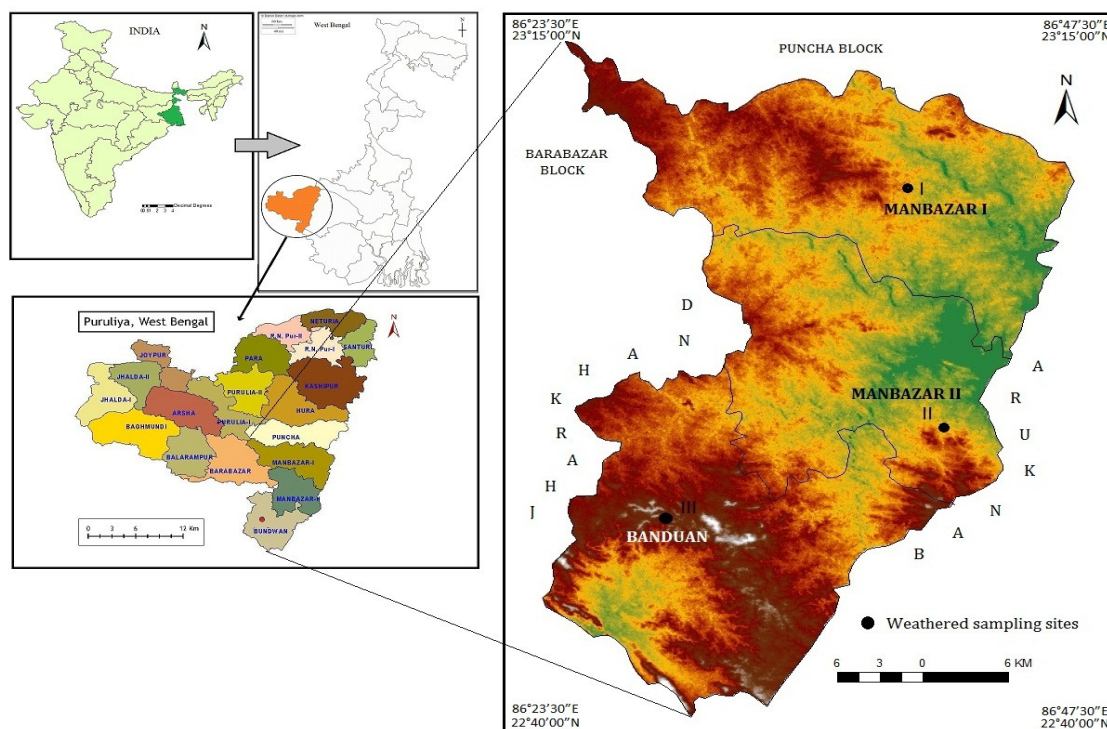 INDIA
N
Decimal Degrees
West Bengal
N
Puruliya, West Bengal
N
NETURIA
R.N. Pur-II
R.N. Pur-I
SANTURI
JOYPUR
PARA
JHALDA-II
KASHIPUR
PURULIA-II
JHALDA-I
ARSHA
HURA
PURULIA-I
BAGHMUNDI
PUNCHA
BALARAMPUR
BARABAZAR
MANBAZAR-I
MANBAZAR-II
BUNDWAN
0 3 6 12 Km
86°23'30"E
23°15'00"N
86°47'30"E
23°15'00"N
PUNCHA BLOCK
N
BARABAZAR
BLOCK
I
MANBAZAR I
JHARKHAND
MANBAZAR II
II
BANKURA
III
BANDUAN
Weathered sampling sites
6 3 0 6 KM
86°23'30"E
22°40'00"N
86°47'30"E
22°40'00"N